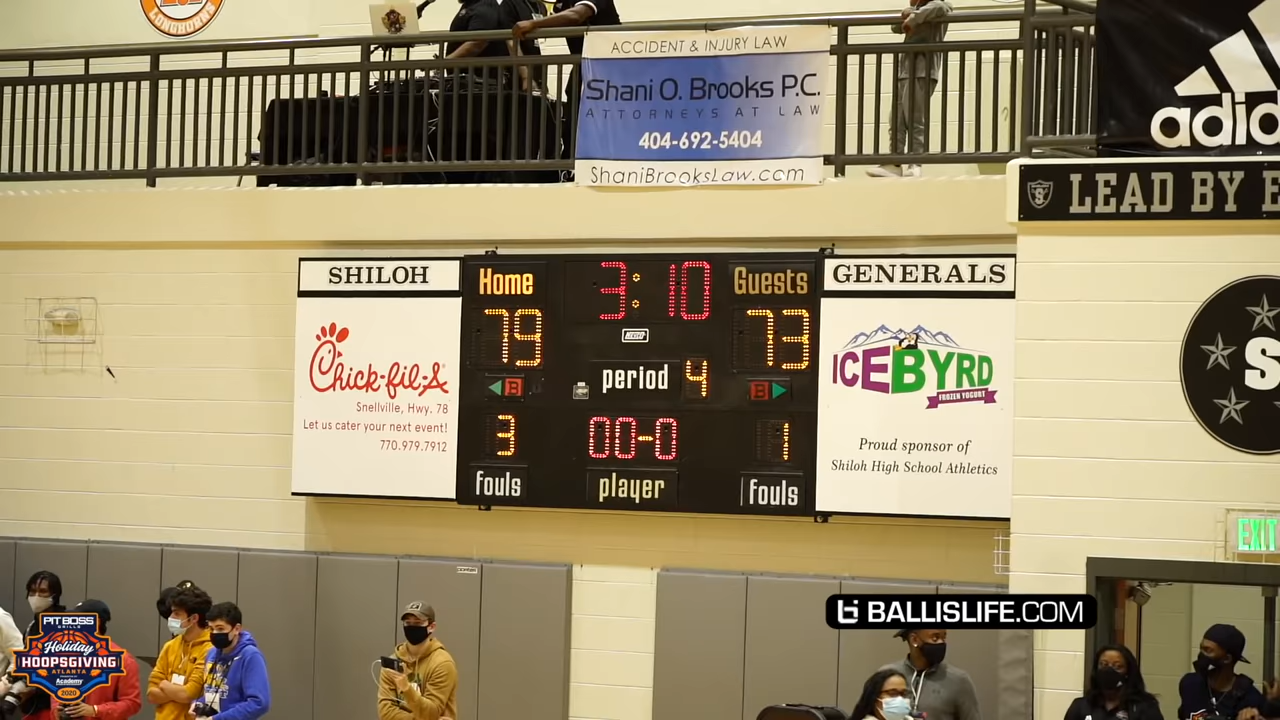 LONGHORNS
ACCIDENT & INJURY LAW
Shani O. Brooks P.C.
ATTORNEYS AT LAW
404-692-5404
ShaniBrooksLaw.com
adid
LEAD BY E
SHILOH
Chick-fil-A
Snellville, Hwy. 78
Let us cater your next event!
770.979.7912
Home 3:10 Guests
79 73
period 4
B B
3 00-0 1
fouls player fouls
GENERALS
ICEBYRD
FROZEN YOGURT
Proud sponsor of
Shiloh High School Athletics
S
EXIT
BALLISLIFE.COM
PIT BOSS
GRILLS
Holiday
HOOPSGIVING
ATLANTA
Academy
2020